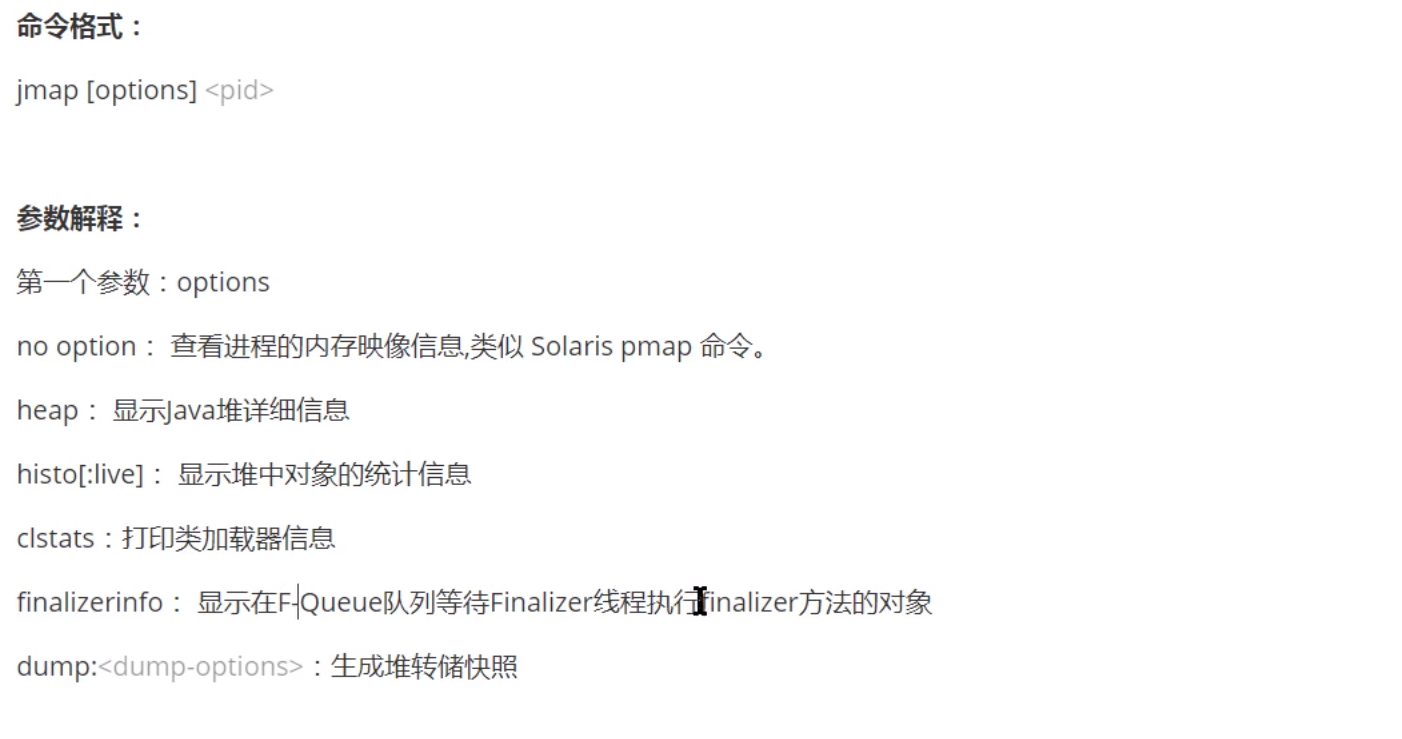 命令格式：
jmap [options] <pid>
参数解释：
第一个参数：options
no option： 查看进程的内存映像信息,类似 Solaris pmap 命令。
heap： 显示Java堆详细信息
histo[:live]： 显示堆中对象的统计信息
clstats：打印类加载器信息
finalizerinfo： 显示在F-Queue队列等待Finalizer线程执行finalizer方法的对象
dump:<dump-options>：生成堆转储快照